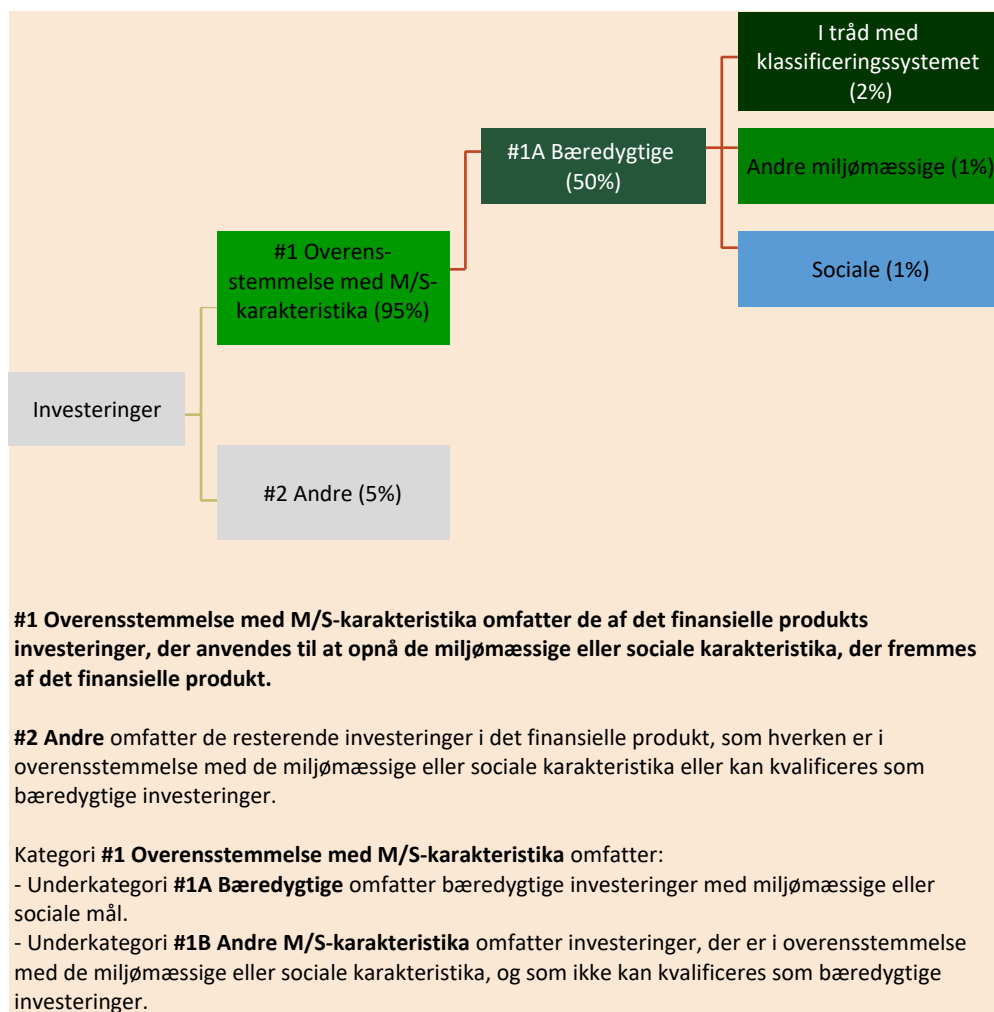 I tråd med
klassificeringssystemet
(2%)
#1A Bæredygtige
(50%)
Andre miljømæssige (1%)
#1 Overens-
stemmelse med M/S-
karakteristika (95%)
Sociale (1%)
Investeringer
#2 Andre (5%)
#1 Overensstemmelse med M/S-karakteristika omfatter de af det finansielle produkts
investeringer, der anvendes til at opnå de miljømæssige eller sociale karakteristika, der fremmes
af det finansielle produkt.
#2 Andre omfatter de resterende investeringer i det finansielle produkt, som hverken er i
overensstemmelse med de miljømæssige eller sociale karakteristika eller kan kvalificeres som
bæredygtige investeringer.
Kategori #1 Overensstemmelse med M/S-karakteristika omfatter:
- Underkategori #1A Bæredygtige omfatter bæredygtige investeringer med miljømæssige eller
sociale mål.
- Underkategori #1B Andre M/S-karakteristika omfatter investeringer, der er i overensstemmelse
med de miljømæssige eller sociale karakteristika, og som ikke kan kvalificeres som bæredygtige
investeringer.